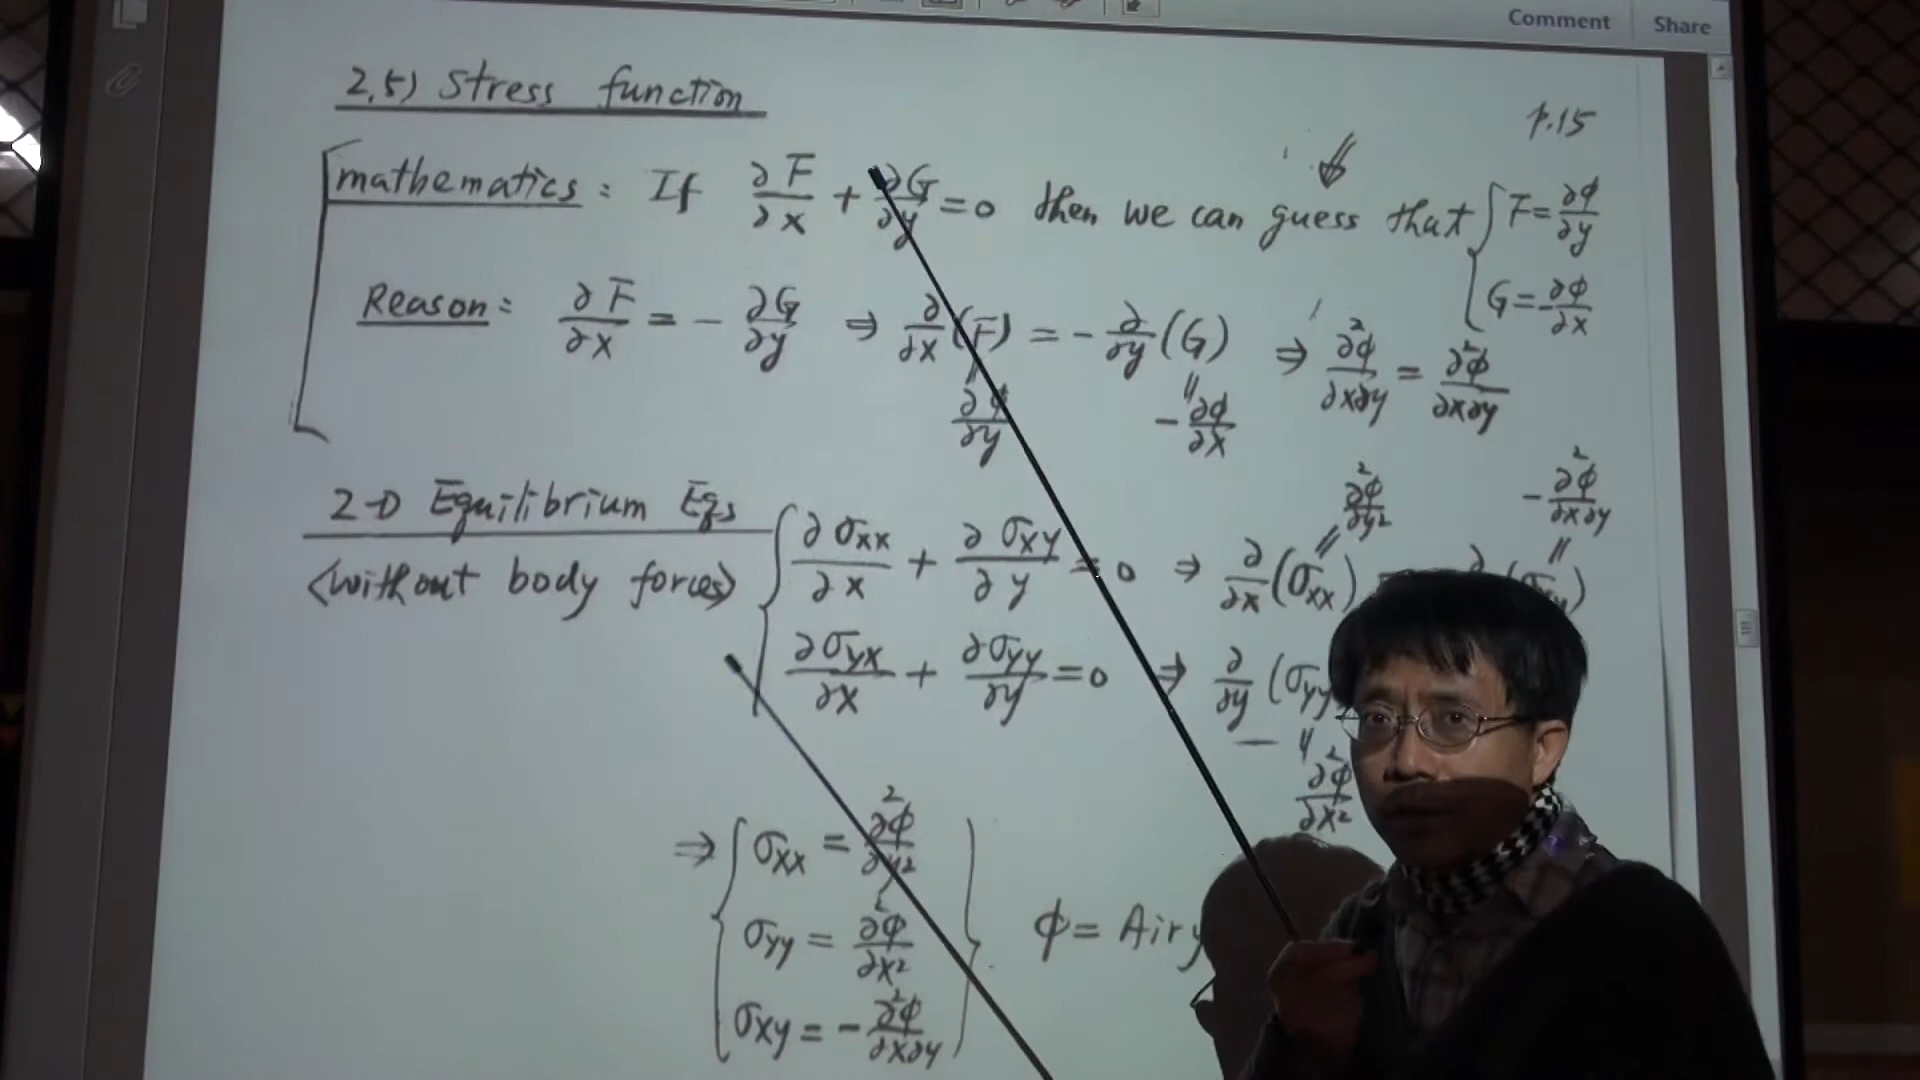 Comment Share
2.5) Stress function
p.15
mathematics: If ∂F/∂x + ∂G/∂y = 0 then we can guess that { F = ∂φ/∂y
G = -∂φ/∂x
Reason: ∂F/∂x = - ∂G/∂y ⇒ ∂/∂x (F) = - ∂/∂y (G) ⇒ ∂²φ/∂x∂y = ∂²φ/∂x∂y
∂φ/∂y - ∂φ/∂x
2-D Equilibrium Eqs
∂²φ/∂y² - ∂²φ/∂x∂y
<without body forces> { ∂σxx/∂x + ∂σxy/∂y = 0 ⇒ ∂/∂x (σxx)
∂σyx/∂x + ∂σyy/∂y = 0 ⇒ ∂/∂y (σyy
∂²φ/∂x²
⇒ { σxx = ∂²φ/∂y²
σyy = ∂²φ/∂x² } φ = Airy
σxy = - ∂²φ/∂x∂y